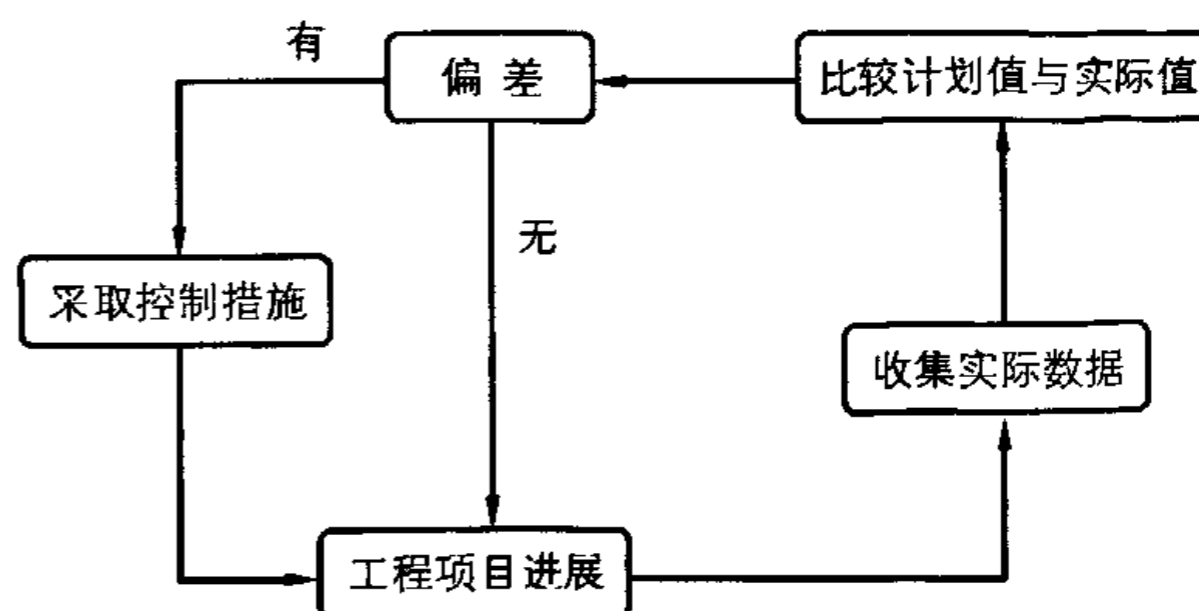 有
偏差
比较计划值与实际值
无
采取控制措施
收集实际数据
工程项目进展